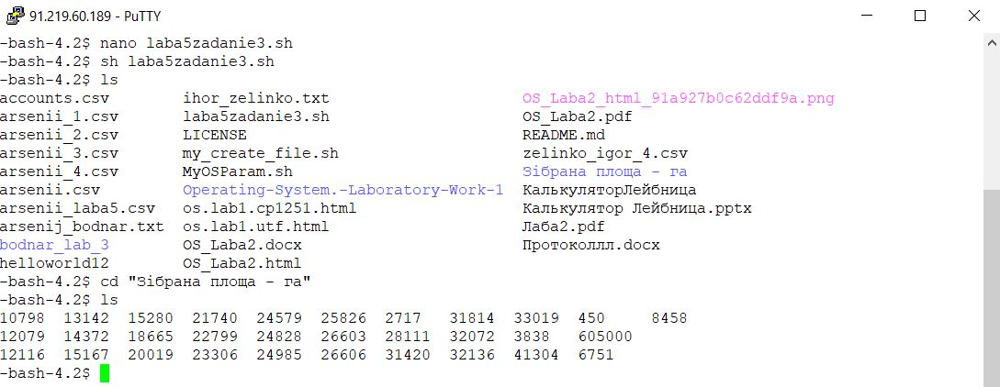 91.219.60.189 - PuTTY
-bash-4.2$ nano laba5zadanie3.sh
-bash-4.2$ sh laba5zadanie3.sh
-bash-4.2$ ls
accounts.csv ihor_zelinko.txt OS_Laba2_html_91a927b0c62ddf9a.png
arsenii_1.csv laba5zadanie3.sh OS_Laba2.pdf
arsenii_2.csv LICENSE README.md
arsenii_3.csv my_create_file.sh zelinko_igor_4.csv
arsenii_4.csv MyOSParam.sh Зібрана площа - га
arsenii.csv Operating-System.-Laboratory-Work-1 КалькуляторЛейбница
arsenii_laba5.csv os.lab1.cp1251.html Калькулятор Лейбница.pptx
arsenij_bodnar.txt os.lab1.utf.html Лаба2.pdf
bodnar_lab_3 OS_Laba2.docx Протоколлл.docx
helloworld12 OS_Laba2.html
-bash-4.2$ cd "Зібрана площа - га"
-bash-4.2$ ls
10798 13142 15280 21740 24579 25826 2717 31814 33019 450 8458
12079 14372 18665 22799 24828 26603 28111 32072 3838 605000
12116 15167 20019 23306 24985 26606 31420 32136 41304 6751
-bash-4.2$